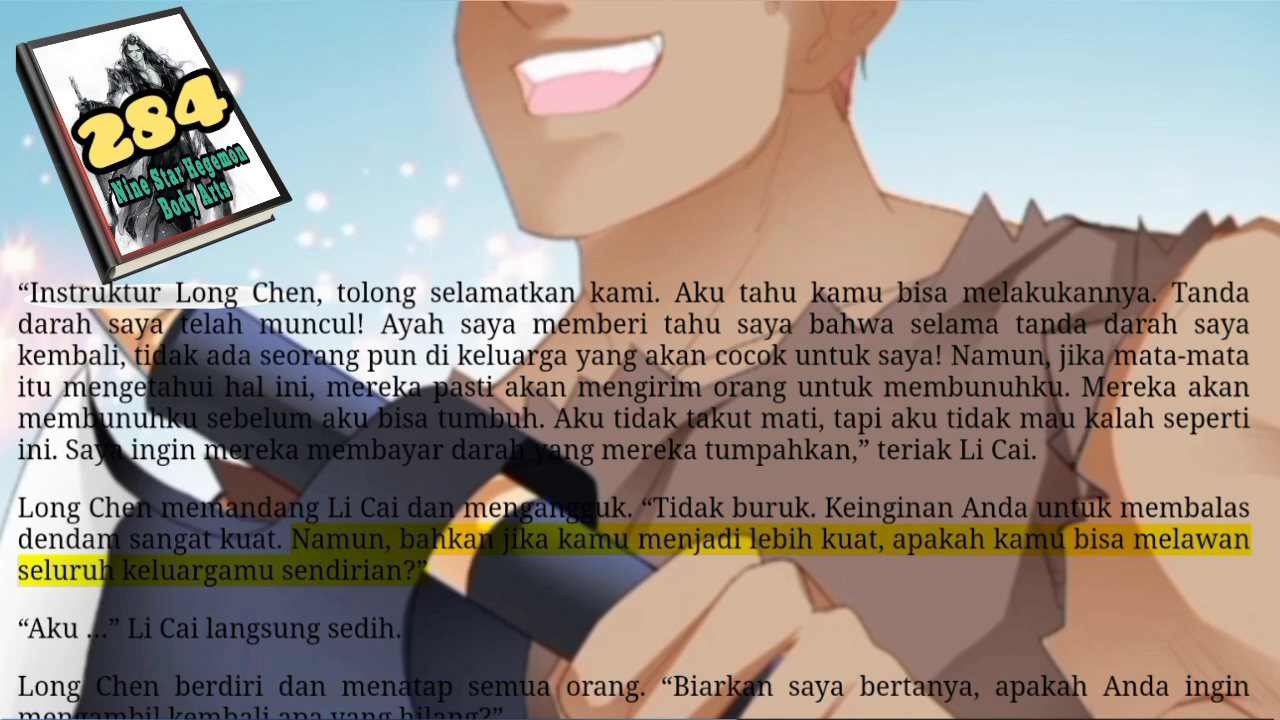 284
Nine Star Hegemon
Body Arts
“Instruktur Long Chen, tolong selamatkan kami. Aku tahu kamu bisa melakukannya. Tanda
darah saya telah muncul! Ayah saya memberi tahu saya bahwa selama tanda darah saya
kembali, tidak ada seorang pun di keluarga yang akan cocok untuk saya! Namun, jika mata-mata
itu mengetahui hal ini, mereka pasti akan mengirim orang untuk membunuhku. Mereka akan
membunuhku sebelum aku bisa tumbuh. Aku tidak takut mati, tapi aku tidak mau kalah seperti
ini. Saya ingin mereka membayar darah yang mereka tumpahkan,” teriak Li Cai.
Long Chen memandang Li Cai dan mengangguk. “Tidak buruk. Keinginan Anda untuk membalas
dendam sangat kuat. Namun, bahkan jika kamu menjadi lebih kuat, apakah kamu bisa melawan
seluruh keluargamu sendirian?”
“Aku ...” Li Cai langsung sedih.
Long Chen berdiri dan menatap semua orang. “Biarkan saya bertanya, apakah Anda ingin
mengambil kembali apa yang hilang?”